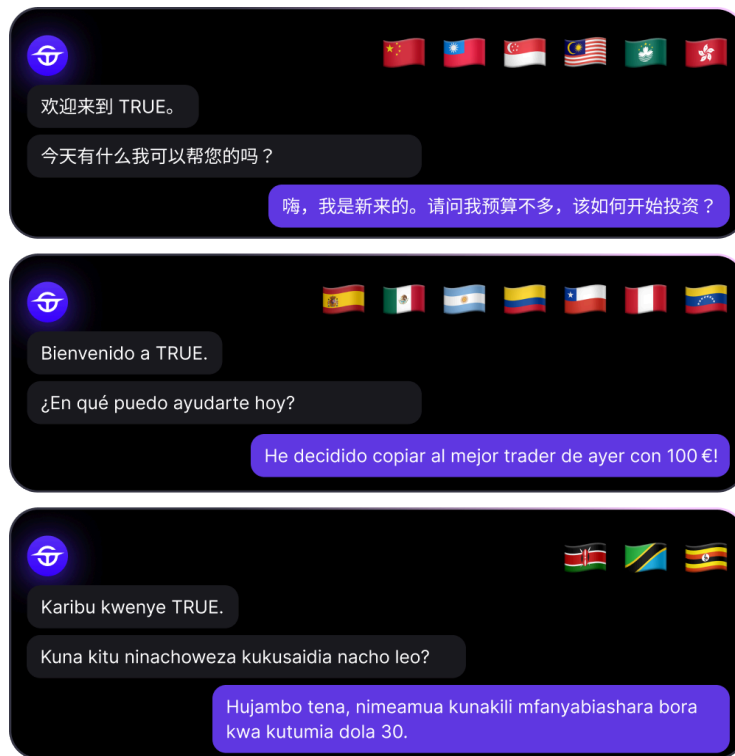 欢迎来到 TRUE。
今天有什么我可以帮您的吗？
嗨，我是新来的。请问我预算不多，该如何开始投资？
Bienvenido a TRUE.
¿En qué puedo ayudarte hoy?
He decidido copiar al mejor trader de ayer con 100 €!
Karibu kwenye TRUE.
Kuna kitu ninachoweza kukusaidia nacho leo?
Hujambo tena, nimeamua kunakili mfanyabiashara bora
kwa kutumia dola 30.